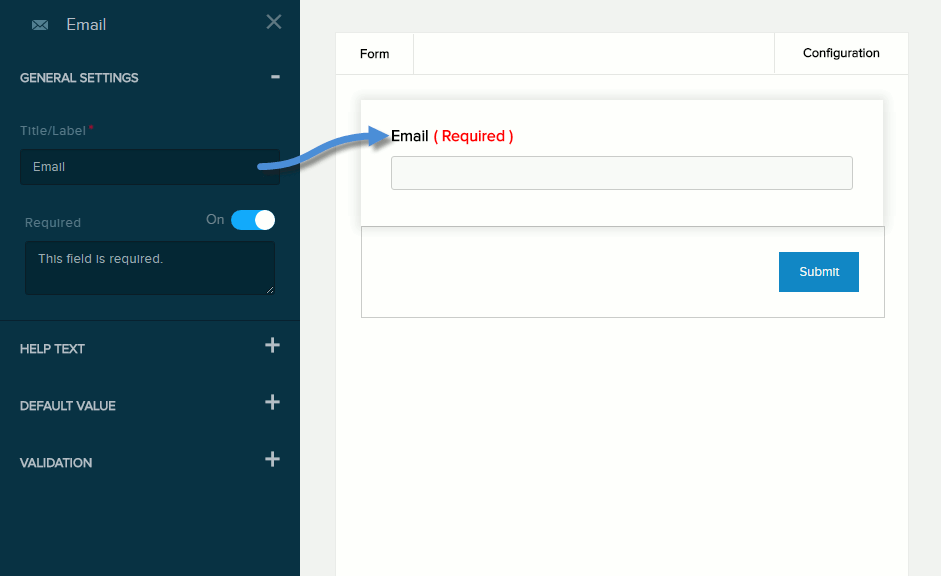 Email
GENERAL SETTINGS
Title/Label*
Email
Required
On
This field is required.
HELP TEXT
DEFAULT VALUE
VALIDATION
Form
Configuration
Email ( Required )
Submit